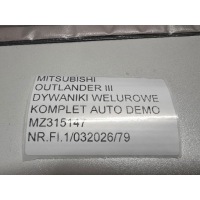 MITSUBISHI
OUTLANDER III
DYWANIKI WELUROWE
KOMPLET AUTO DEMO
MZ315147
NR.FI.1/032026/79